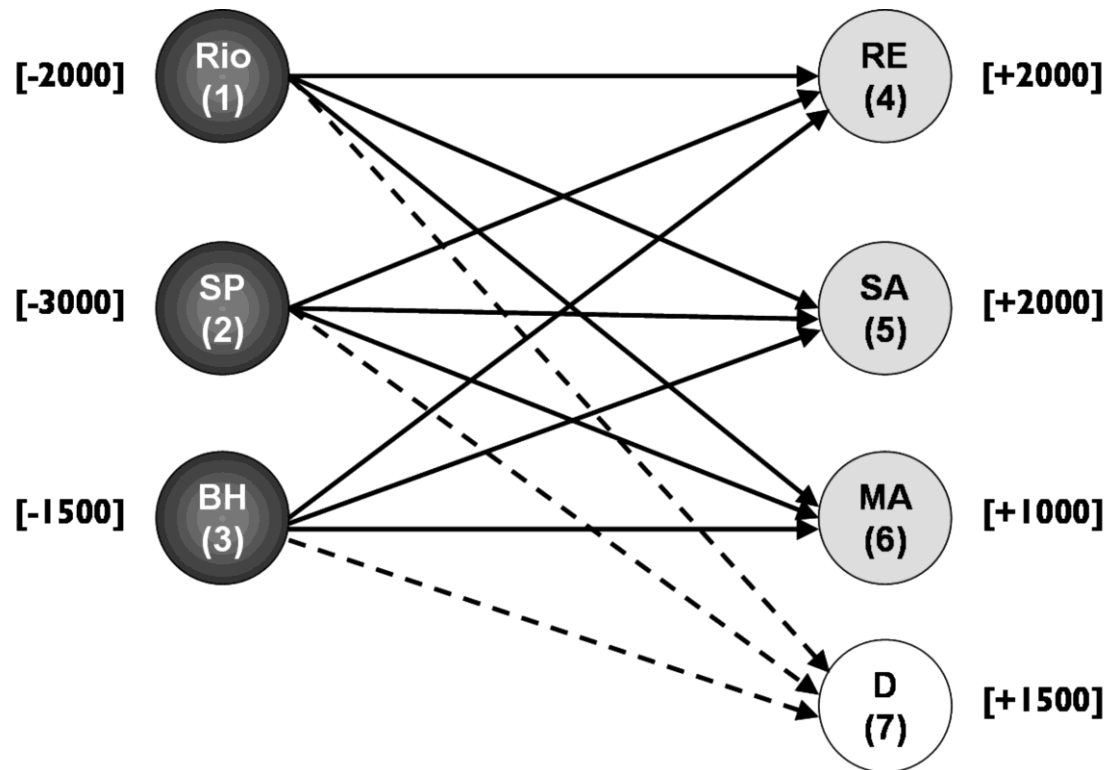 [-2000]
Rio
(1)
RE
(4)
[+2000]
[-3000]
SP
(2)
SA
(5)
[+2000]
[-1500]
BH
(3)
MA
(6)
[+1000]
D
(7)
[+1500]